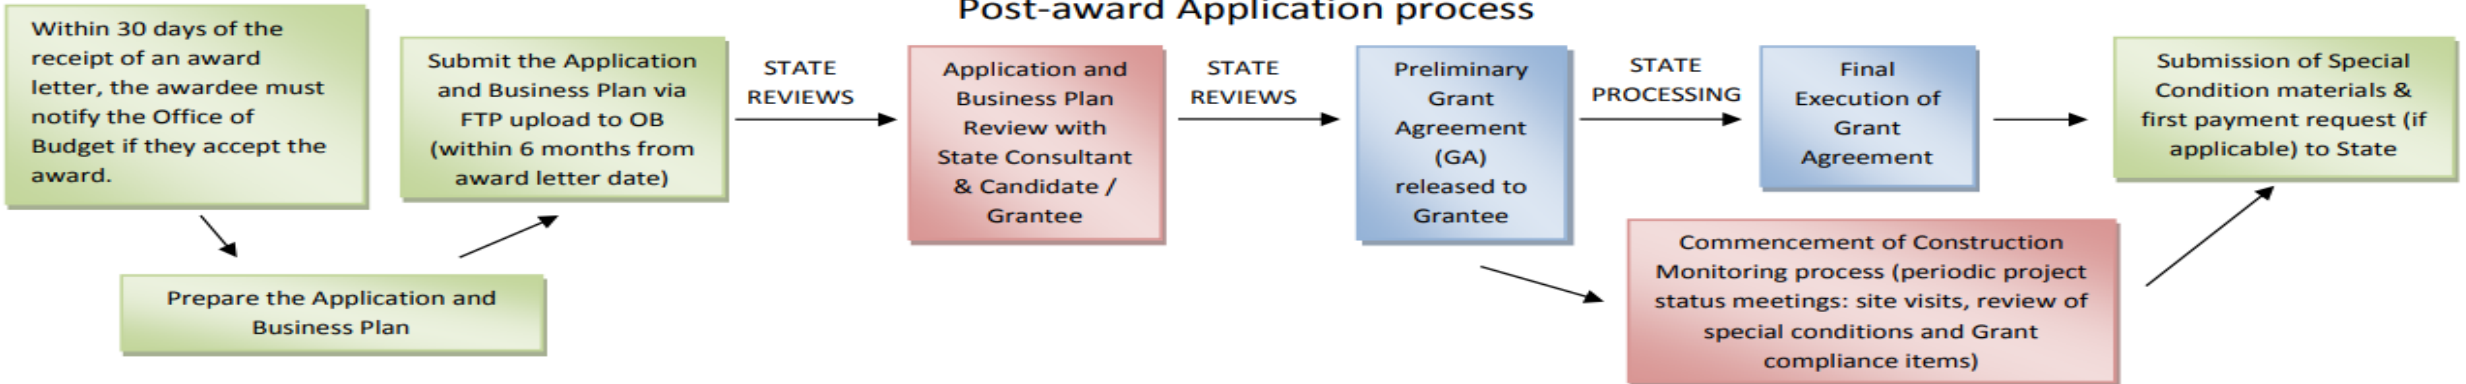 Post-award Application process
Within 30 days of the
receipt of an award
letter, the awardee must
notify the Office of
Budget if they accept the
award.
Prepare the Application and
Business Plan
Submit the Application
and Business Plan via
FTP upload to OB
(within 6 months from
award letter date)
STATE
REVIEWS
Application and
Business Plan
Review with
State Consultant
& Candidate /
Grantee
STATE
REVIEWS
Preliminary
Grant
Agreement
(GA)
released to
Grantee
STATE
PROCESSING
Final
Execution of
Grant
Agreement
Commencement of Construction
Monitoring process (periodic project
status meetings: site visits, review of
special conditions and Grant
compliance items)
Submission of Special
Condition materials &
first payment request (if
applicable) to State